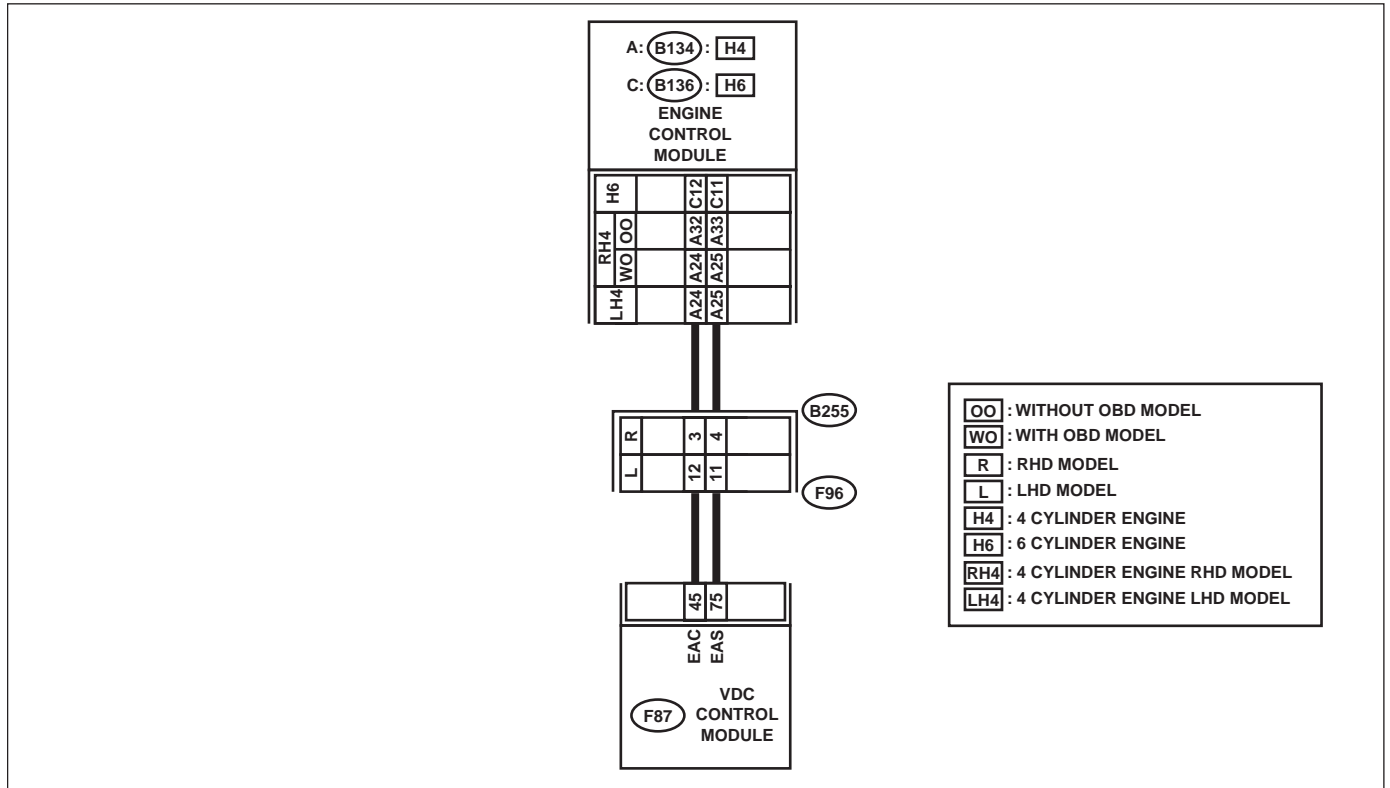 A: B134 : H4
C: B136 : H6
ENGINE
CONTROL
MODULE
H6 C12 C11
RH4 OO A32 A33
WO A24 A25
LH4 A24 A25
B255
R 3 4
L 12 11
F96
45 75
EAC EAS
F87
VDC
CONTROL
MODULE
OO : WITHOUT OBD MODEL
WO : WITH OBD MODEL
R : RHD MODEL
L : LHD MODEL
H4 : 4 CYLINDER ENGINE
H6 : 6 CYLINDER ENGINE
RH4 : 4 CYLINDER ENGINE RHD MODEL
LH4 : 4 CYLINDER ENGINE LHD MODEL